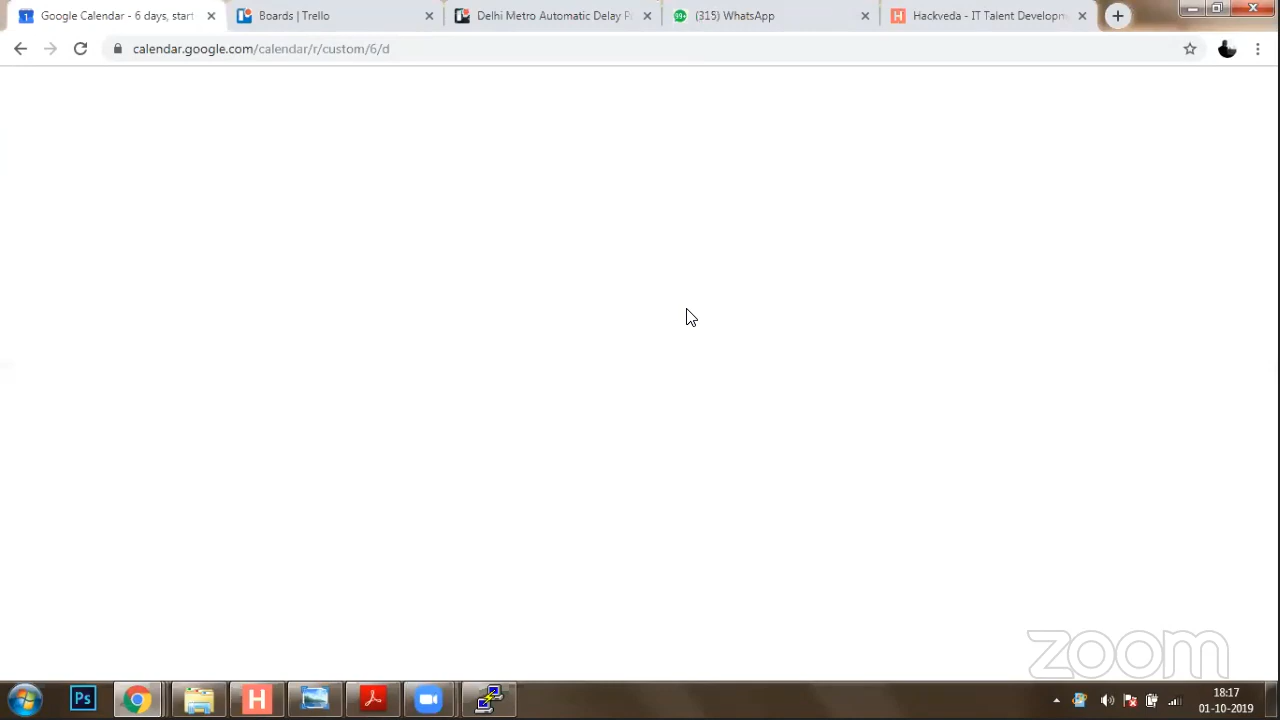 Google Calendar - 6 days, start
Boards | Trello
Delhi Metro Automatic Delay P
(315) WhatsApp
Hackveda - IT Talent Developm
calendar.google.com/calendar/r/custom/6/d
zoom
Ps
H
18:17
01-10-2019